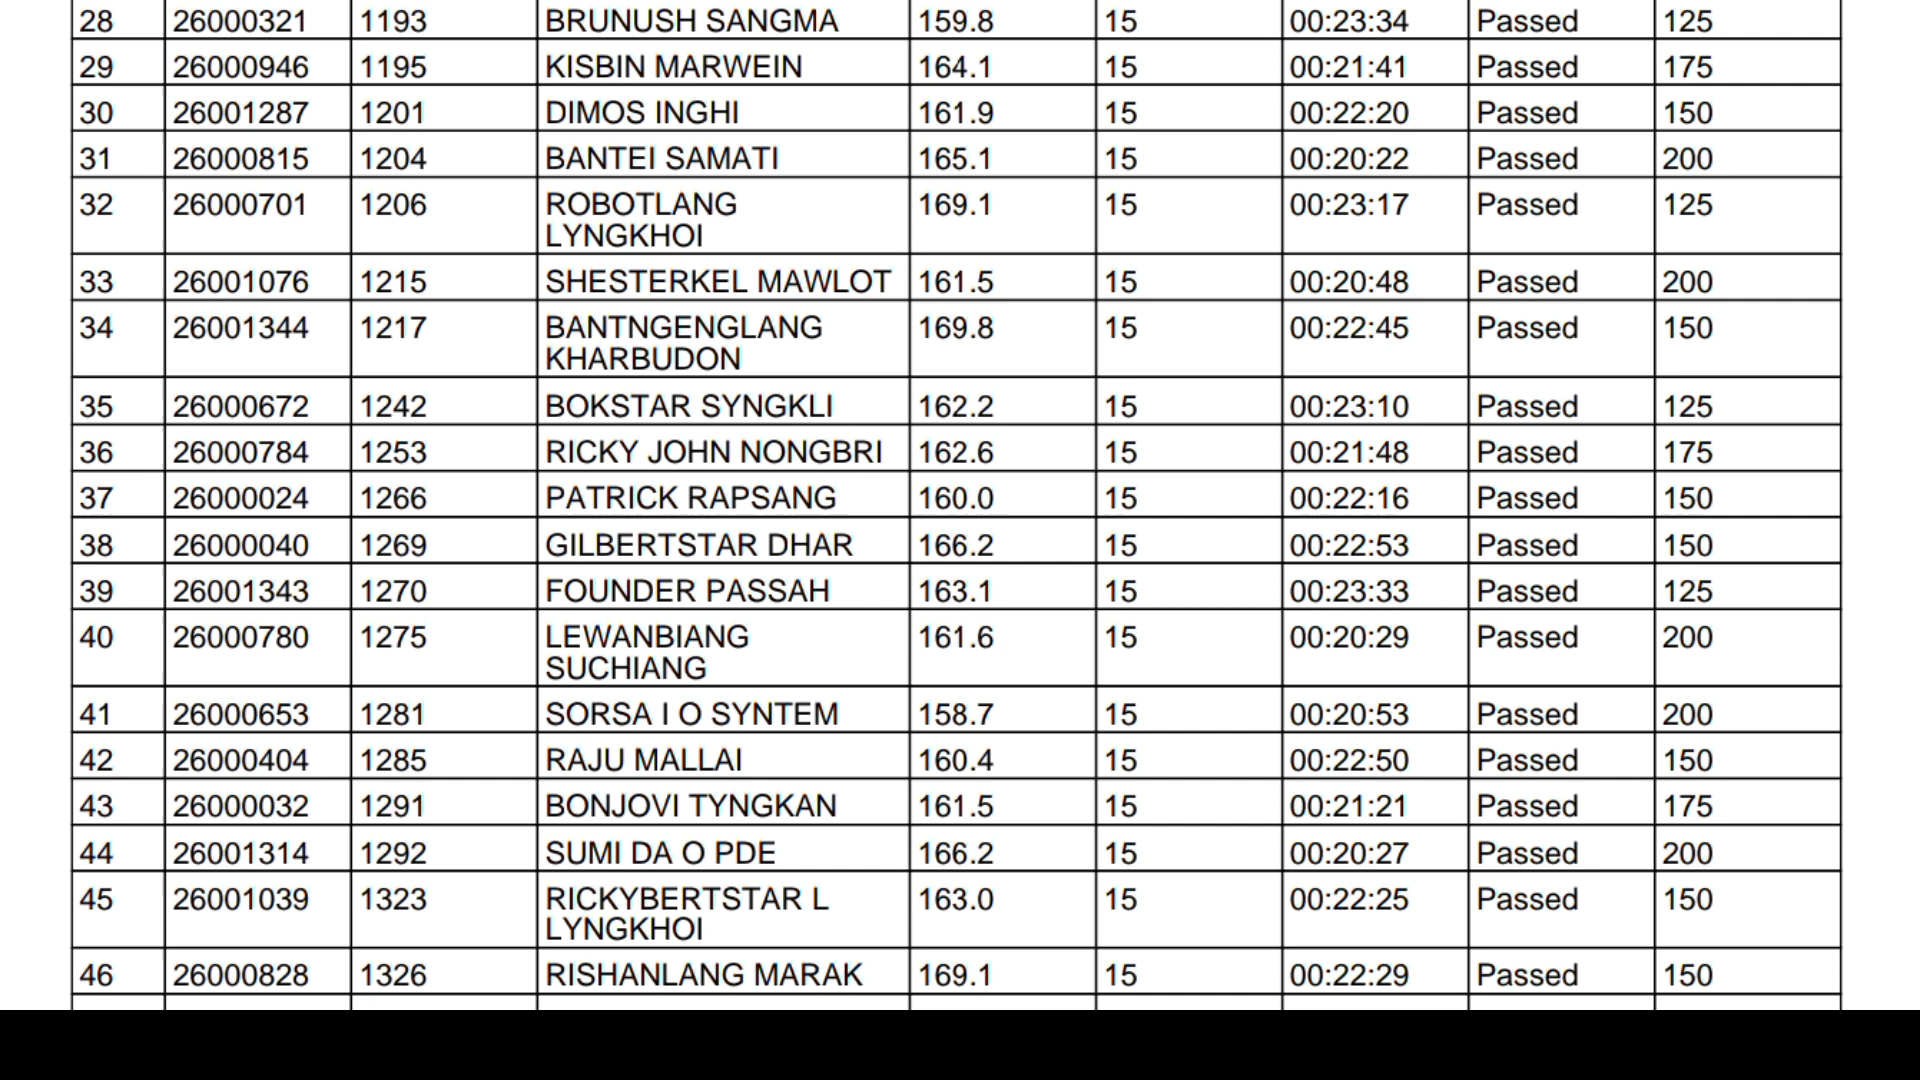 28 26000321 1193 BRUNUSH SANGMA 159.8 15 00:23:34 Passed 125
29 26000946 1195 KISBIN MARWEIN 164.1 15 00:21:41 Passed 175
30 26001287 1201 DIMOS INGHI 161.9 15 00:22:20 Passed 150
31 26000815 1204 BANTEI SAMATI 165.1 15 00:20:22 Passed 200
32 26000701 1206 ROBOTLANG 169.1 15 00:23:17 Passed 125
LYNGKHOI
33 26001076 1215 SHESTERKEL MAWLOT 161.5 15 00:20:48 Passed 200
34 26001344 1217 BANTNGENGLANG 169.8 15 00:22:45 Passed 150
KHARBUDON
35 26000672 1242 BOKSTAR SYNGKLI 162.2 15 00:23:10 Passed 125
36 26000784 1253 RICKY JOHN NONGBRI 162.6 15 00:21:48 Passed 175
37 26000024 1266 PATRICK RAPSANG 160.0 15 00:22:16 Passed 150
38 26000040 1269 GILBERTSTAR DHAR 166.2 15 00:22:53 Passed 150
39 26001343 1270 FOUNDER PASSAH 163.1 15 00:23:33 Passed 125
40 26000780 1275 LEWANBIANG 161.6 15 00:20:29 Passed 200
SUCHIANG
41 26000653 1281 SORSA I O SYNTEM 158.7 15 00:20:53 Passed 200
42 26000404 1285 RAJU MALLAI 160.4 15 00:22:50 Passed 150
43 26000032 1291 BONJOVI TYNGKAN 161.5 15 00:21:21 Passed 175
44 26001314 1292 SUMI DA O PDE 166.2 15 00:20:27 Passed 200
45 26001039 1323 RICKYBERTSTAR L 163.0 15 00:22:25 Passed 150
LYNGKHOI
46 26000828 1326 RISHANLANG MARAK 169.1 15 00:22:29 Passed 150